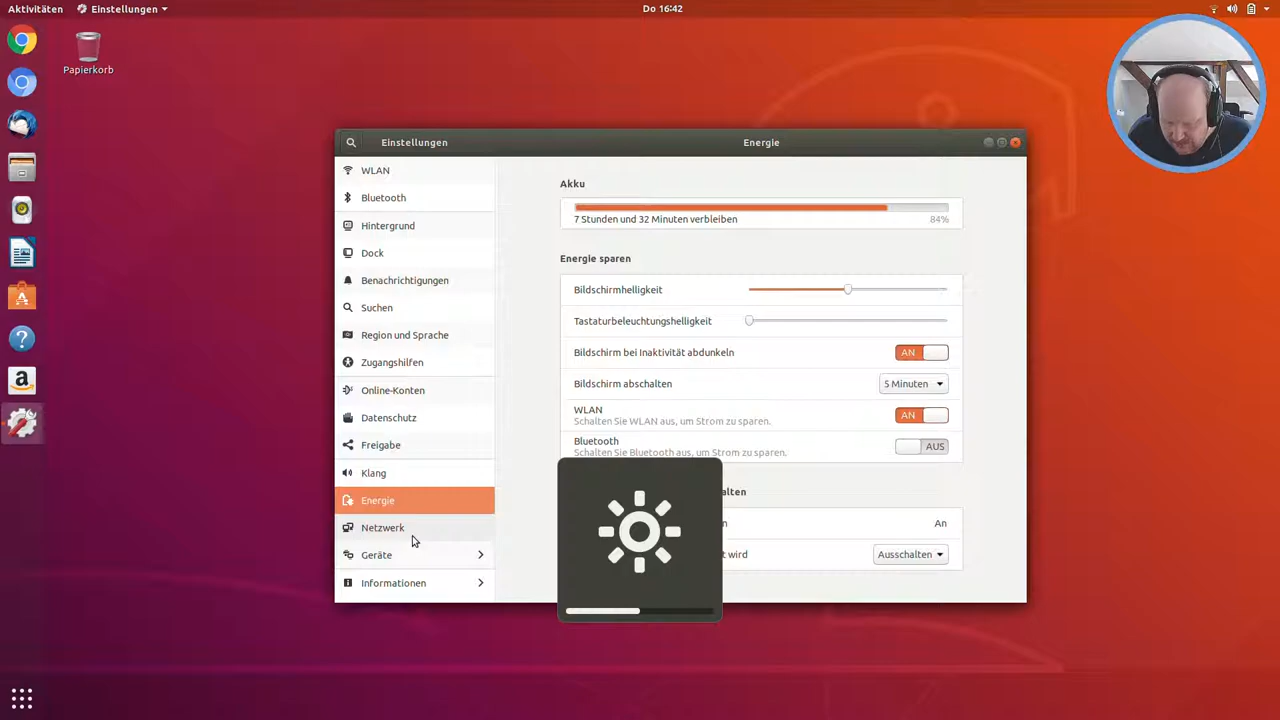 Aktivitäten
Einstellungen
Do 16:42
Papierkorb
Einstellungen
Energie
WLAN
Bluetooth
Hintergrund
Dock
Benachrichtigungen
Suchen
Region und Sprache
Zugangshilfen
Online-Konten
Datenschutz
Freigabe
Klang
Energie
Netzwerk
Geräte
Informationen
Akku
7 Stunden und 32 Minuten verbleiben
84%
Energie sparen
Bildschirmhelligkeit
Tastaturbeleuchtungshelligkeit
Bildschirm bei Inaktivität abdunkeln
AN
Bildschirm abschalten
5 Minuten
WLAN
Schalten Sie WLAN aus, um Strom zu sparen.
AN
Bluetooth
Schalten Sie Bluetooth aus, um Strom zu sparen.
AUS
alten
n
An
t wird
Ausschalten